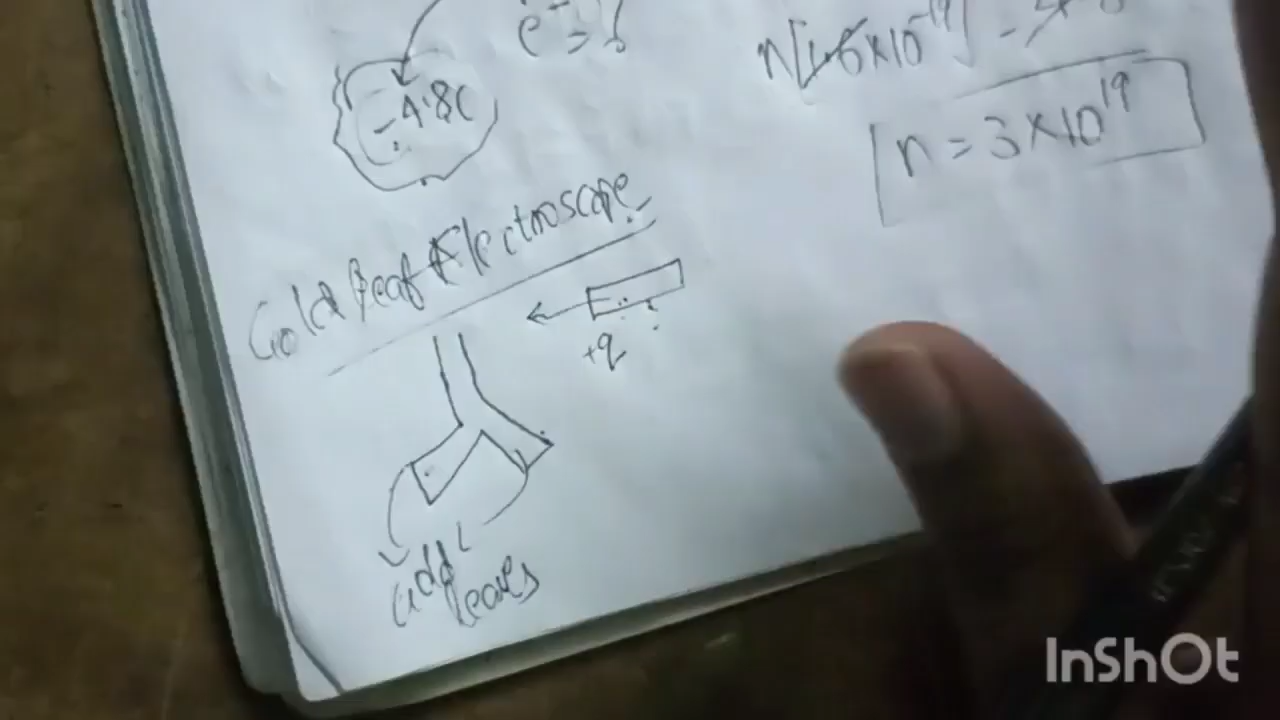 e⁻ = ?
n[1.6×10⁻¹⁹] =
-4.8C
n = 3×10¹⁹
Gold leaf Electroscope
+q
Gold
leaves
InShOt